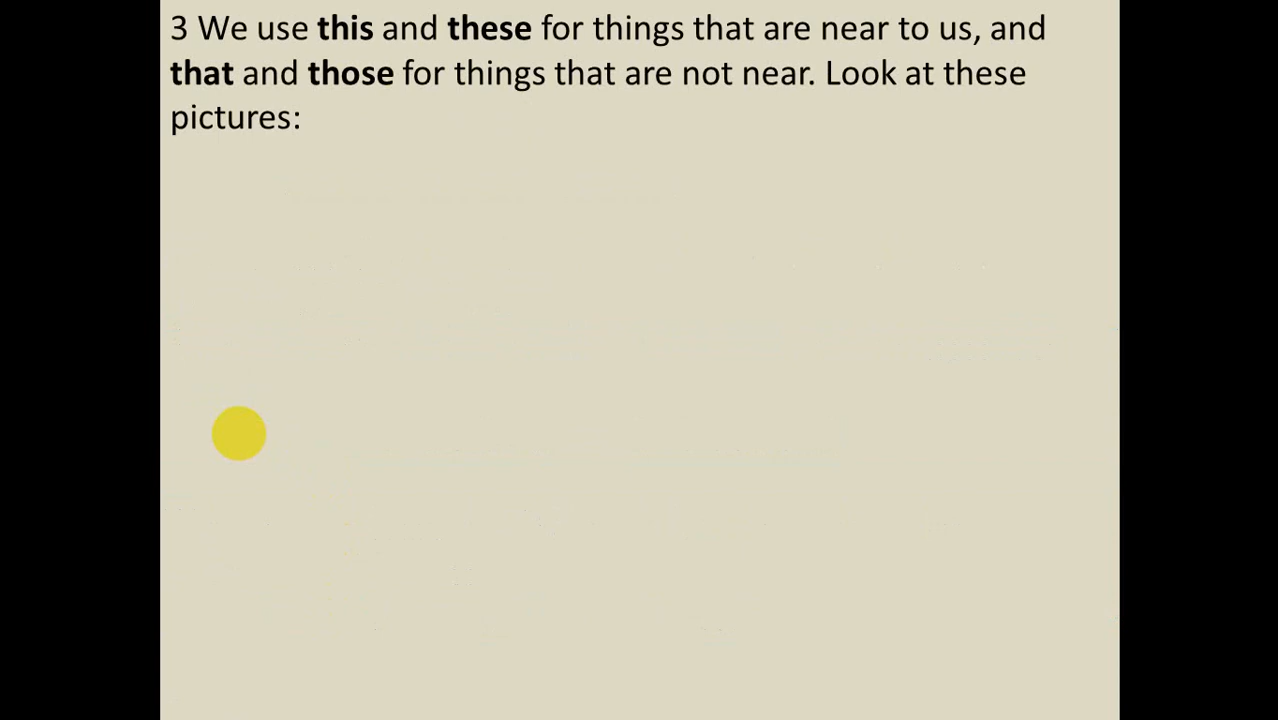 3 We use this and these for things that are near to us, and
that and those for things that are not near. Look at these
pictures: